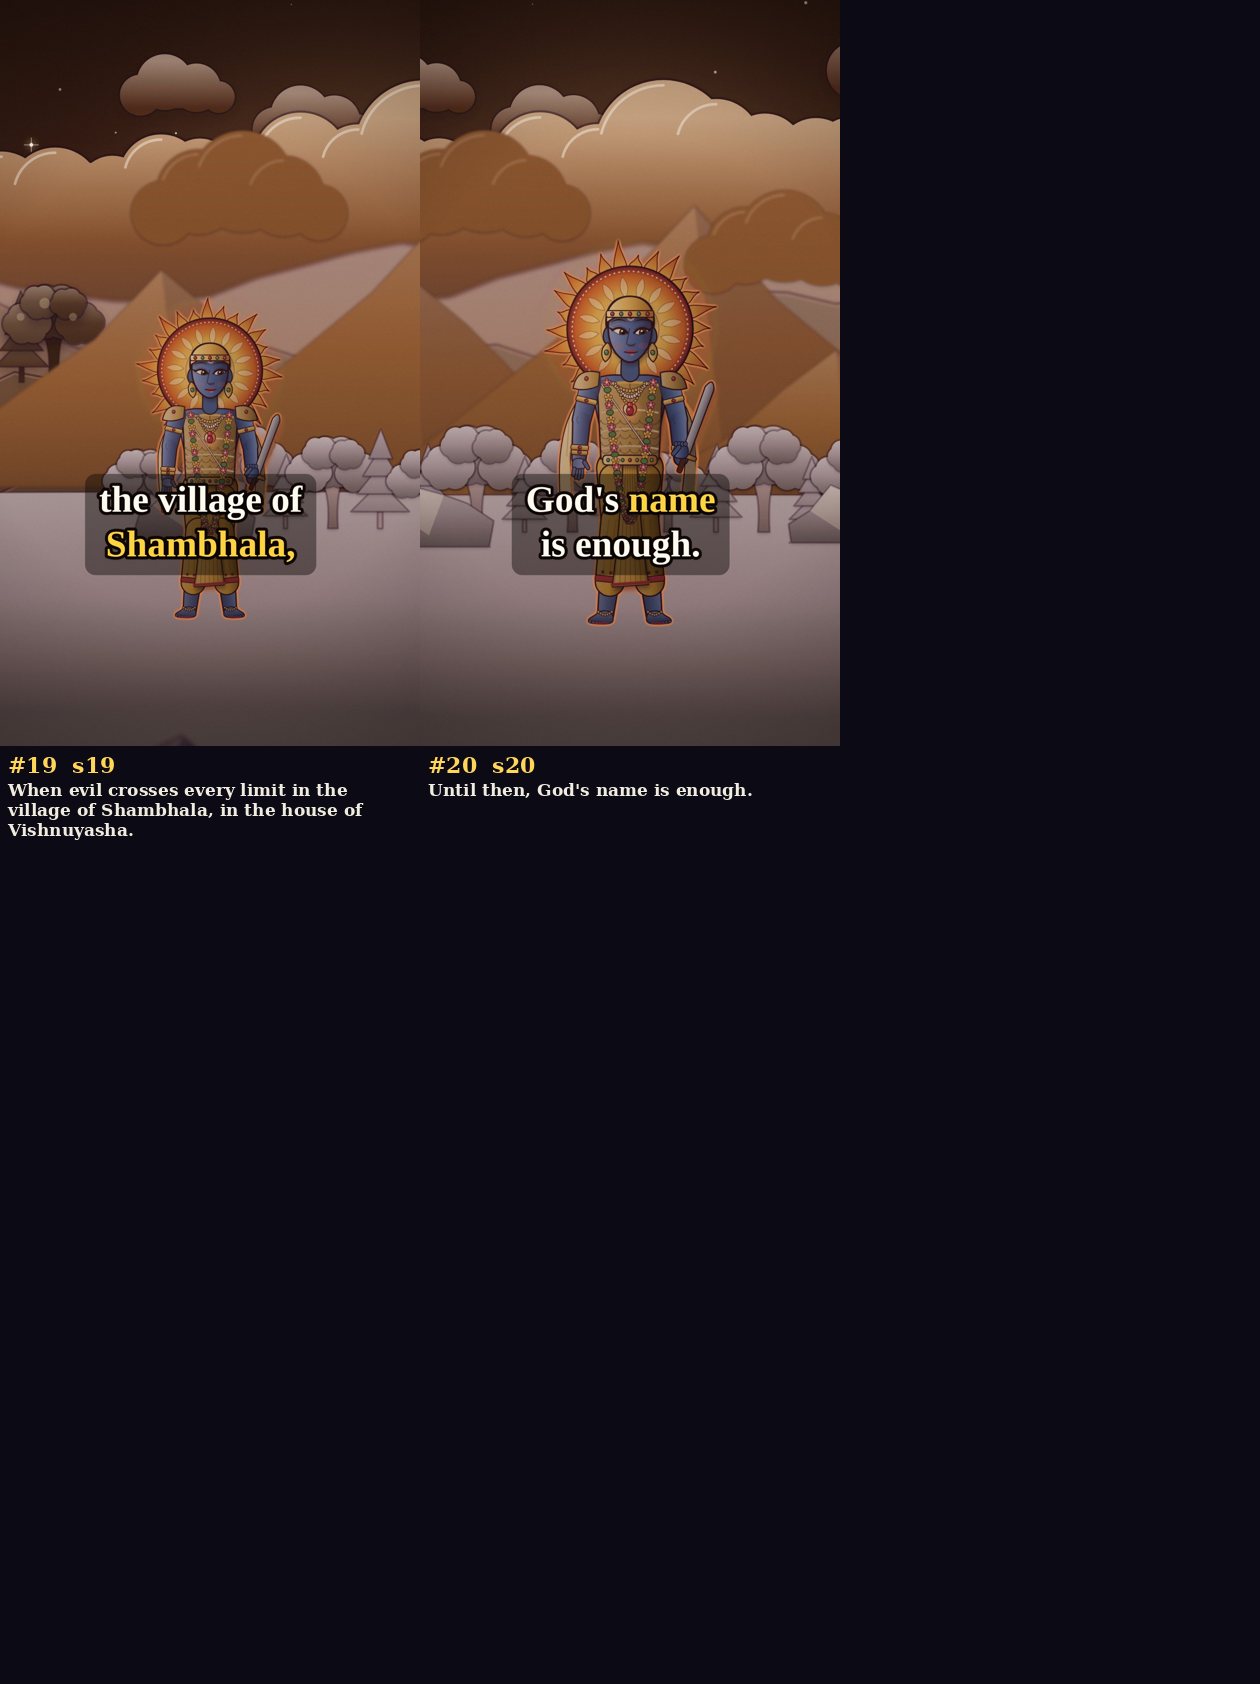 the village of
Shambhala,
God's name
is enough.
#19 s19
When evil crosses every limit in the
village of Shambhala, in the house of
Vishnuyasha.
#20 s20
Until then, God's name is enough.